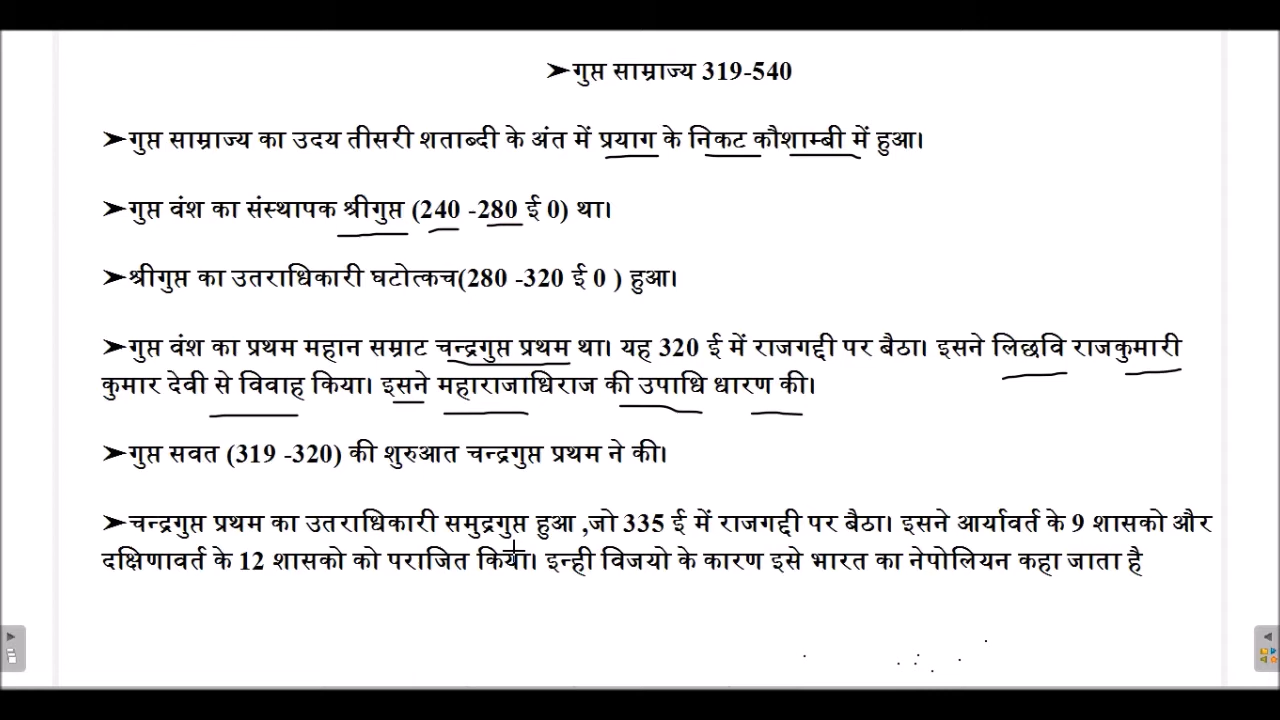 ➤गुप्त साम्राज्य 319-540
➤गुप्त साम्राज्य का उदय तीसरी शताब्दी के अंत में प्रयाग के निकट कौशाम्बी में हुआ।
➤गुप्त वंश का संस्थापक श्रीगुप्त (240 -280 ई 0) था।
➤श्रीगुप्त का उतराधिकारी घटोत्कच(280 -320 ई 0 ) हुआ।
➤गुप्त वंश का प्रथम महान सम्राट चन्द्रगुप्त प्रथम था। यह 320 ई में राजगद्दी पर बैठा। इसने लिछवि राजकुमारी
कुमार देवी से विवाह किया। इसने महाराजाधिराज की उपाधि धारण की।
➤गुप्त सवत (319 -320) की शुरुआत चन्द्रगुप्त प्रथम ने की।
➤चन्द्रगुप्त प्रथम का उतराधिकारी समुद्रगुप्त हुआ ,जो 335 ई में राजगद्दी पर बैठा। इसने आर्यावर्त के 9 शासको और
दक्षिणावर्त के 12 शासको को पराजित किया। इन्ही विजयो के कारण इसे भारत का नेपोलियन कहा जाता है